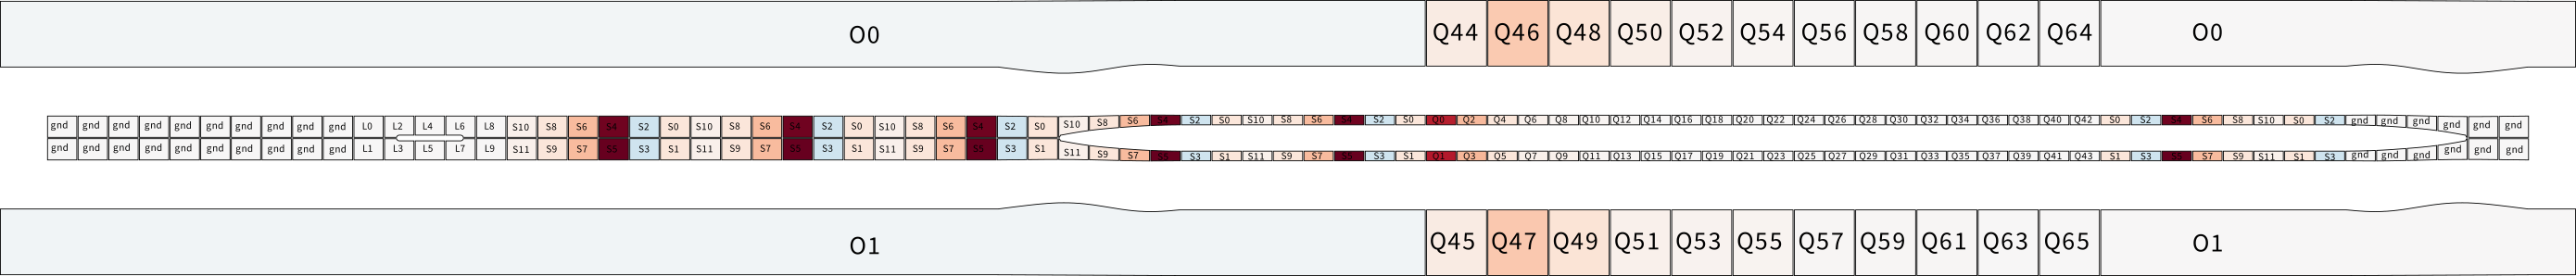 O0 Q44 Q46 Q48 Q50 Q52 Q54 Q56 Q58 Q60 Q62 Q64 O0
gnd gnd gnd gnd gnd gnd gnd gnd gnd gnd L0 L2 L4 L6 L8 S10 S8 S6 S4 S2 S0 S10 S8 S6 S4 S2 S0 S10 S8 S6 S4 S2 S0 S10 S8 S6 S4 S2 S0 S10 S8 S6 S4 S2 S0 Q0 Q2 Q4 Q6 Q8 Q10 Q12 Q14 Q16 Q18 Q20 Q22 Q24 Q26 Q28 Q30 Q32 Q34 Q36 Q38 Q40 Q42 S0 S2 S4 S6 S8 S10 S0 S2 gnd gnd gnd gnd gnd gnd
gnd gnd gnd gnd gnd gnd gnd gnd gnd gnd L1 L3 L5 L7 L9 S11 S9 S7 S5 S3 S1 S11 S9 S7 S5 S3 S1 S11 S9 S7 S5 S3 S1 S11 S9 S7 S5 S3 S1 S11 S9 S7 S5 S3 S1 Q1 Q3 Q5 Q7 Q9 Q11 Q13 Q15 Q17 Q19 Q21 Q23 Q25 Q27 Q29 Q31 Q33 Q35 Q37 Q39 Q41 Q43 S1 S3 S5 S7 S9 S11 S1 S3 gnd gnd gnd gnd gnd gnd
O1 Q45 Q47 Q49 Q51 Q53 Q55 Q57 Q59 Q61 Q63 Q65 O1